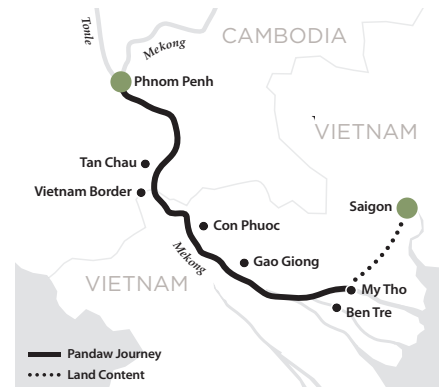 Tonle
Mekong
CAMBODIA
Phnom Penh
VIETNAM
Tan Chau
Vietnam Border
Saigon
Con Phuoc
Mekong
Gao Giong
VIETNAM
My Tho
Ben Tre
Pandaw Journey
Land Content